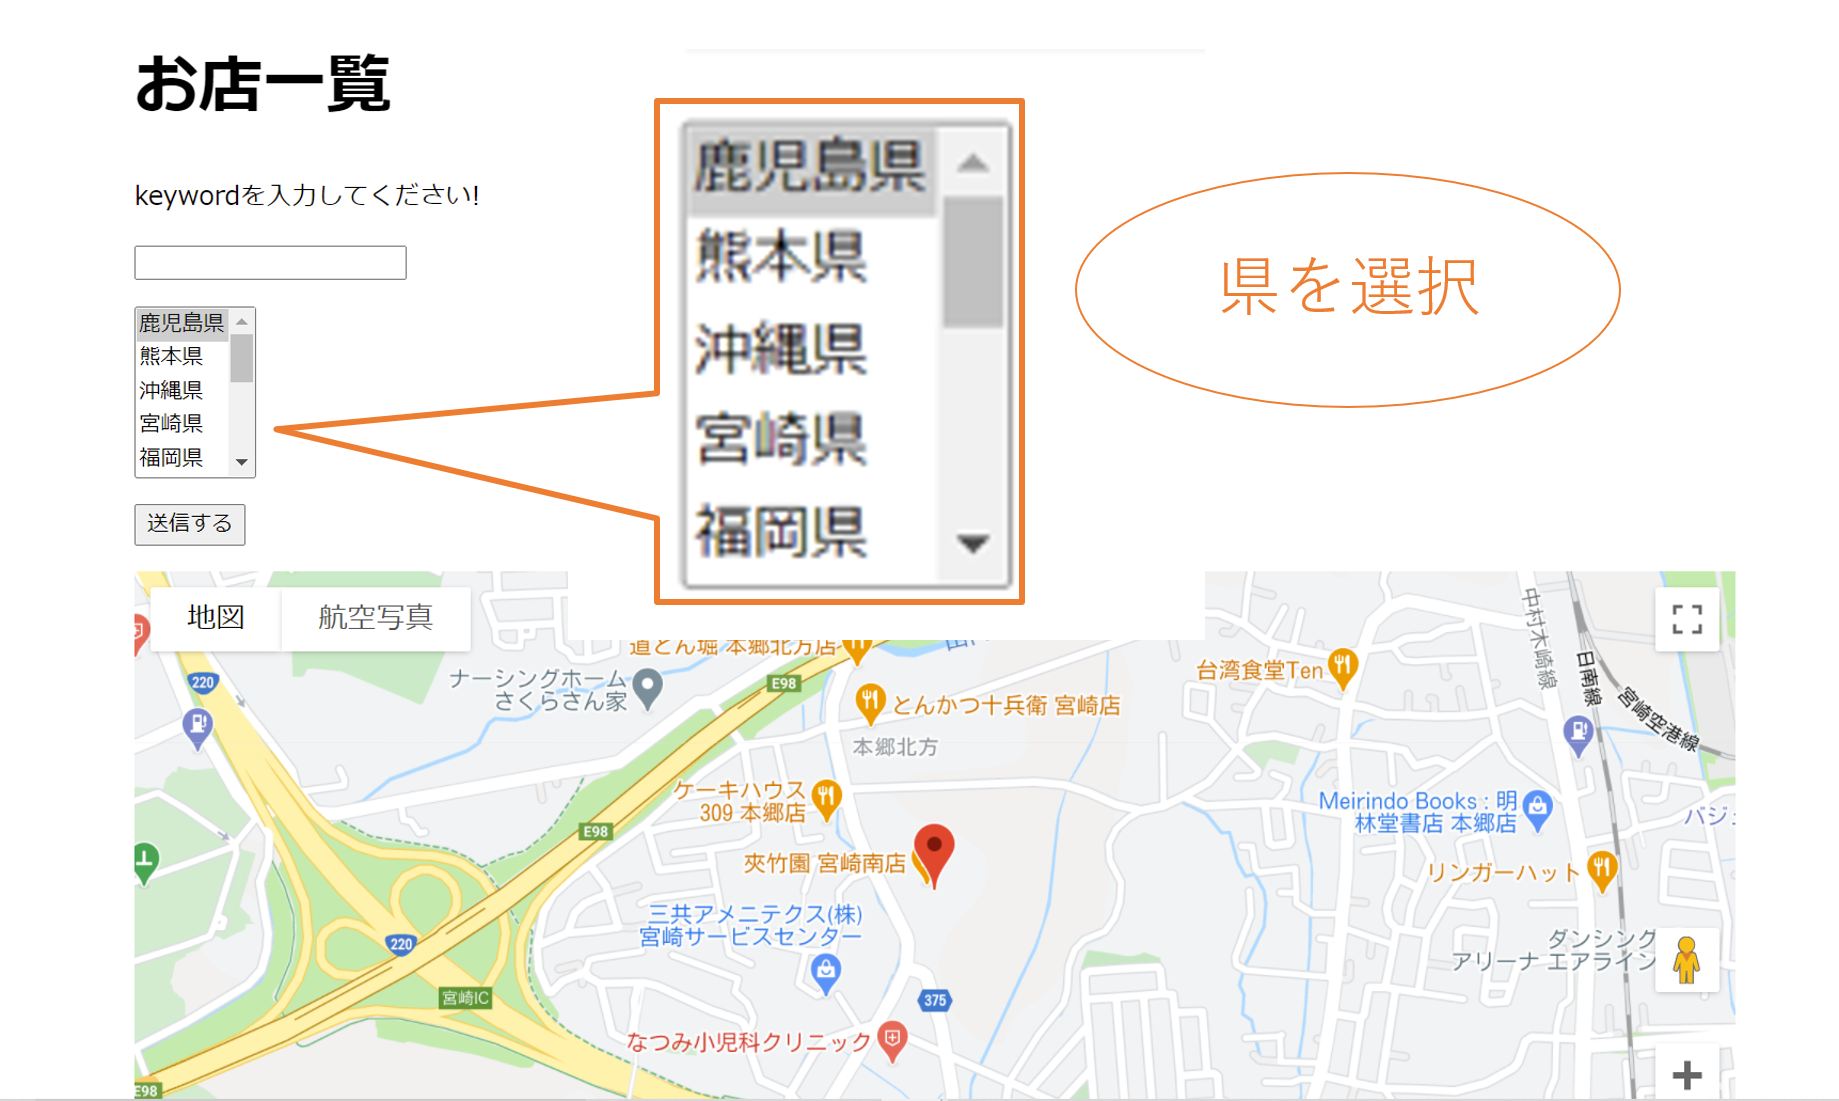 お店一覧
keywordを入力してください!
鹿児島県
熊本県
沖縄県
宮崎県
福岡県
送信する
鹿児島県
熊本県
沖縄県
宮崎県
福岡県
県を選択
地図
航空写真
道とん堀 本郷北方店
ナーシングホーム
さくらさん家
220
E98
とんかつ十兵衛 宮崎店
本郷北方
台湾食堂Ten
中村木崎線
日南線
宮崎空港線
ケーキハウス
309 本郷店
E98
夾竹園 宮崎南店
Meirindo Books : 明
林堂書店 本郷店
バジ
リンガーハット
三共アメニテクス(株)
宮崎サービスセンター
220
宮崎IC
375
ダンシング
アリーナ エアライン
なつみ小児科クリニック
E98